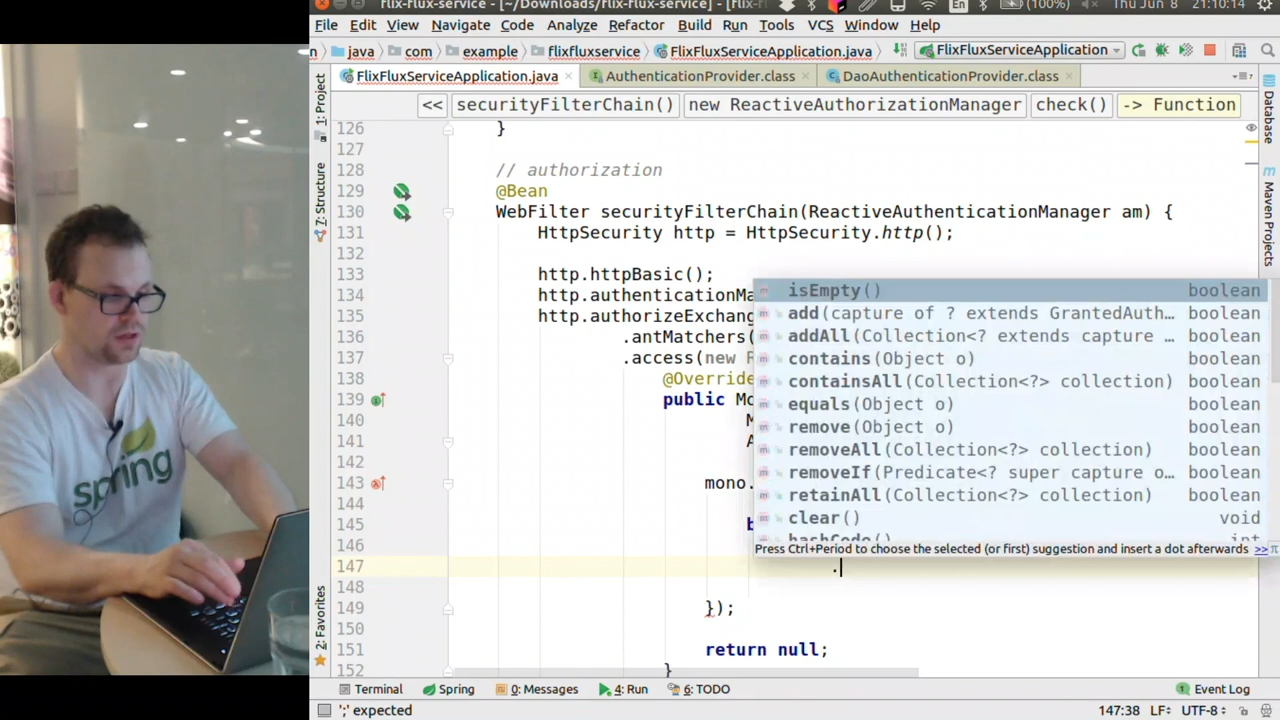 flix-flux-service - [~/Downloads/flix-flux-service] - [
En (100%) Thu Jun 8 21:10:14
File Edit View Navigate Code Analyze Refactor Build Run Tools VCS Window Help
n java com example flixfluxservice FlixFluxServiceApplication.java FlixFluxServiceApplication
FlixFluxServiceApplication.java AuthenticationProvider.class DaoAuthenticationProvider.class
<< securityFilterChain() new ReactiveAuthorizationManager check() -> Function
126 }
127
128 // authorization
129 @Bean
130 WebFilter securityFilterChain(ReactiveAuthenticationManager am) {
131 HttpSecurity http = HttpSecurity.http();
132
133 http.httpBasic();
134 http.authenticationMa
135 http.authorizeExchang
136 .antMatchers(
137 .access(new R
138 @Override
139 public Mo
140 M
141 A
142
143 mono.
144
145 b
146
147 .
148
149 });
150
151 return null;
152 }
isEmpty() boolean
add(capture of ? extends GrantedAuth… boolean
addAll(Collection<? extends capture … boolean
contains(Object o) boolean
containsAll(Collection<?> collection) boolean
equals(Object o) boolean
remove(Object o) boolean
removeAll(Collection<?> collection) boolean
removeIf(Predicate<? super capture o… boolean
retainAll(Collection<?> collection) boolean
clear() void
hashCode() int
Press Ctrl+Period to choose the selected (or first) suggestion and insert a dot afterwards >> π
1: Project
7: Structure
2: Favorites
Database
Maven Projects
Terminal Spring 0: Messages 4: Run 6: TODO 1 Event Log
';' expected 147:38 LF÷ UTF-8÷
spring